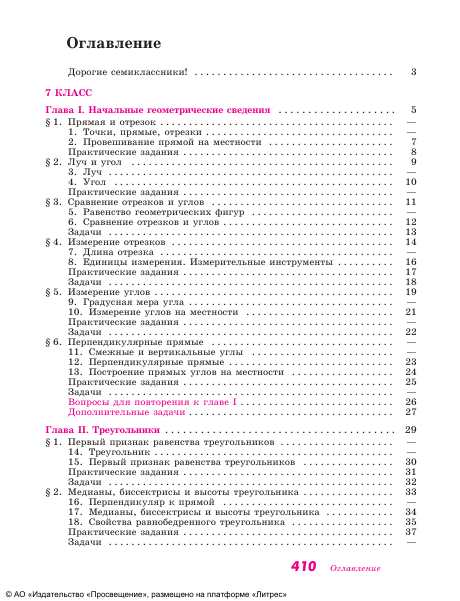 Оглавление
Дорогие семиклассники! . . . . . . . . . . . . . . . . . . . . . . . . . . . . . . . . . . 3
7 КЛАСС
Глава I. Начальные геометрические сведения . . . . . . . . . . . . . . . . . . . . 5
§ 1. Прямая и отрезок . . . . . . . . . . . . . . . . . . . . . . . . . . . . . . . . . . . —
1. Точки, прямые, отрезки . . . . . . . . . . . . . . . . . . . . . . . . . . . . . . —
2. Провешивание прямой на местности . . . . . . . . . . . . . . . . . . . . . 7
Практические задания . . . . . . . . . . . . . . . . . . . . . . . . . . . . . . . . . 8
§ 2. Луч и угол . . . . . . . . . . . . . . . . . . . . . . . . . . . . . . . . . . . . . . . 9
3. Луч . . . . . . . . . . . . . . . . . . . . . . . . . . . . . . . . . . . . . . . . . . —
4. Угол . . . . . . . . . . . . . . . . . . . . . . . . . . . . . . . . . . . . . . . . . 10
Практические задания . . . . . . . . . . . . . . . . . . . . . . . . . . . . . . . . . —
§ 3. Сравнение отрезков и углов . . . . . . . . . . . . . . . . . . . . . . . . . . . . 11
5. Равенство геометрических фигур . . . . . . . . . . . . . . . . . . . . . . . . —
6. Сравнение отрезков и углов . . . . . . . . . . . . . . . . . . . . . . . . . . . . 12
Задачи . . . . . . . . . . . . . . . . . . . . . . . . . . . . . . . . . . . . . . . . . . 13
§ 4. Измерение отрезков . . . . . . . . . . . . . . . . . . . . . . . . . . . . . . . . . 14
7. Длина отрезка . . . . . . . . . . . . . . . . . . . . . . . . . . . . . . . . . . . . —
8. Единицы измерения. Измерительные инструменты . . . . . . . . . . 16
Практические задания . . . . . . . . . . . . . . . . . . . . . . . . . . . . . . . . . 17
Задачи . . . . . . . . . . . . . . . . . . . . . . . . . . . . . . . . . . . . . . . . . . 18
§ 5. Измерение углов . . . . . . . . . . . . . . . . . . . . . . . . . . . . . . . . . . . 19
9. Градусная мера угла . . . . . . . . . . . . . . . . . . . . . . . . . . . . . . . . —
10. Измерение углов на местности . . . . . . . . . . . . . . . . . . . . . . . . . 21
Практические задания . . . . . . . . . . . . . . . . . . . . . . . . . . . . . . . . . —
Задачи . . . . . . . . . . . . . . . . . . . . . . . . . . . . . . . . . . . . . . . . . . 22
§ 6. Перпендикулярные прямые . . . . . . . . . . . . . . . . . . . . . . . . . . . . —
11. Смежные и вертикальные углы . . . . . . . . . . . . . . . . . . . . . . . . —
12. Перпендикулярные прямые . . . . . . . . . . . . . . . . . . . . . . . . . . . 23
13. Построение прямых углов на местности . . . . . . . . . . . . . . . . . . 24
Практические задания . . . . . . . . . . . . . . . . . . . . . . . . . . . . . . . . . 25
Задачи . . . . . . . . . . . . . . . . . . . . . . . . . . . . . . . . . . . . . . . . . . —
Вопросы для повторения к главе I . . . . . . . . . . . . . . . . . . . . . . . . . . 26
Дополнительные задачи . . . . . . . . . . . . . . . . . . . . . . . . . . . . . . . . 27
Глава II. Треугольники . . . . . . . . . . . . . . . . . . . . . . . . . . . . . . . . . . . 29
§ 1. Первый признак равенства треугольников . . . . . . . . . . . . . . . . . . . —
14. Треугольник . . . . . . . . . . . . . . . . . . . . . . . . . . . . . . . . . . . . —
15. Первый признак равенства треугольников . . . . . . . . . . . . . . . . 30
Практические задания . . . . . . . . . . . . . . . . . . . . . . . . . . . . . . . . . 31
Задачи . . . . . . . . . . . . . . . . . . . . . . . . . . . . . . . . . . . . . . . . . . 32
§ 2. Медианы, биссектрисы и высоты треугольника . . . . . . . . . . . . . . . 33
16. Перпендикуляр к прямой . . . . . . . . . . . . . . . . . . . . . . . . . . . . —
17. Медианы, биссектрисы и высоты треугольника . . . . . . . . . . . . 34
18. Свойства равнобедренного треугольника . . . . . . . . . . . . . . . . . 35
Практические задания . . . . . . . . . . . . . . . . . . . . . . . . . . . . . . . . . 37
Задачи . . . . . . . . . . . . . . . . . . . . . . . . . . . . . . . . . . . . . . . . . . —
410 Оглавление
© АО «Издательство «Просвещение», размещено на платформе «Литрес»